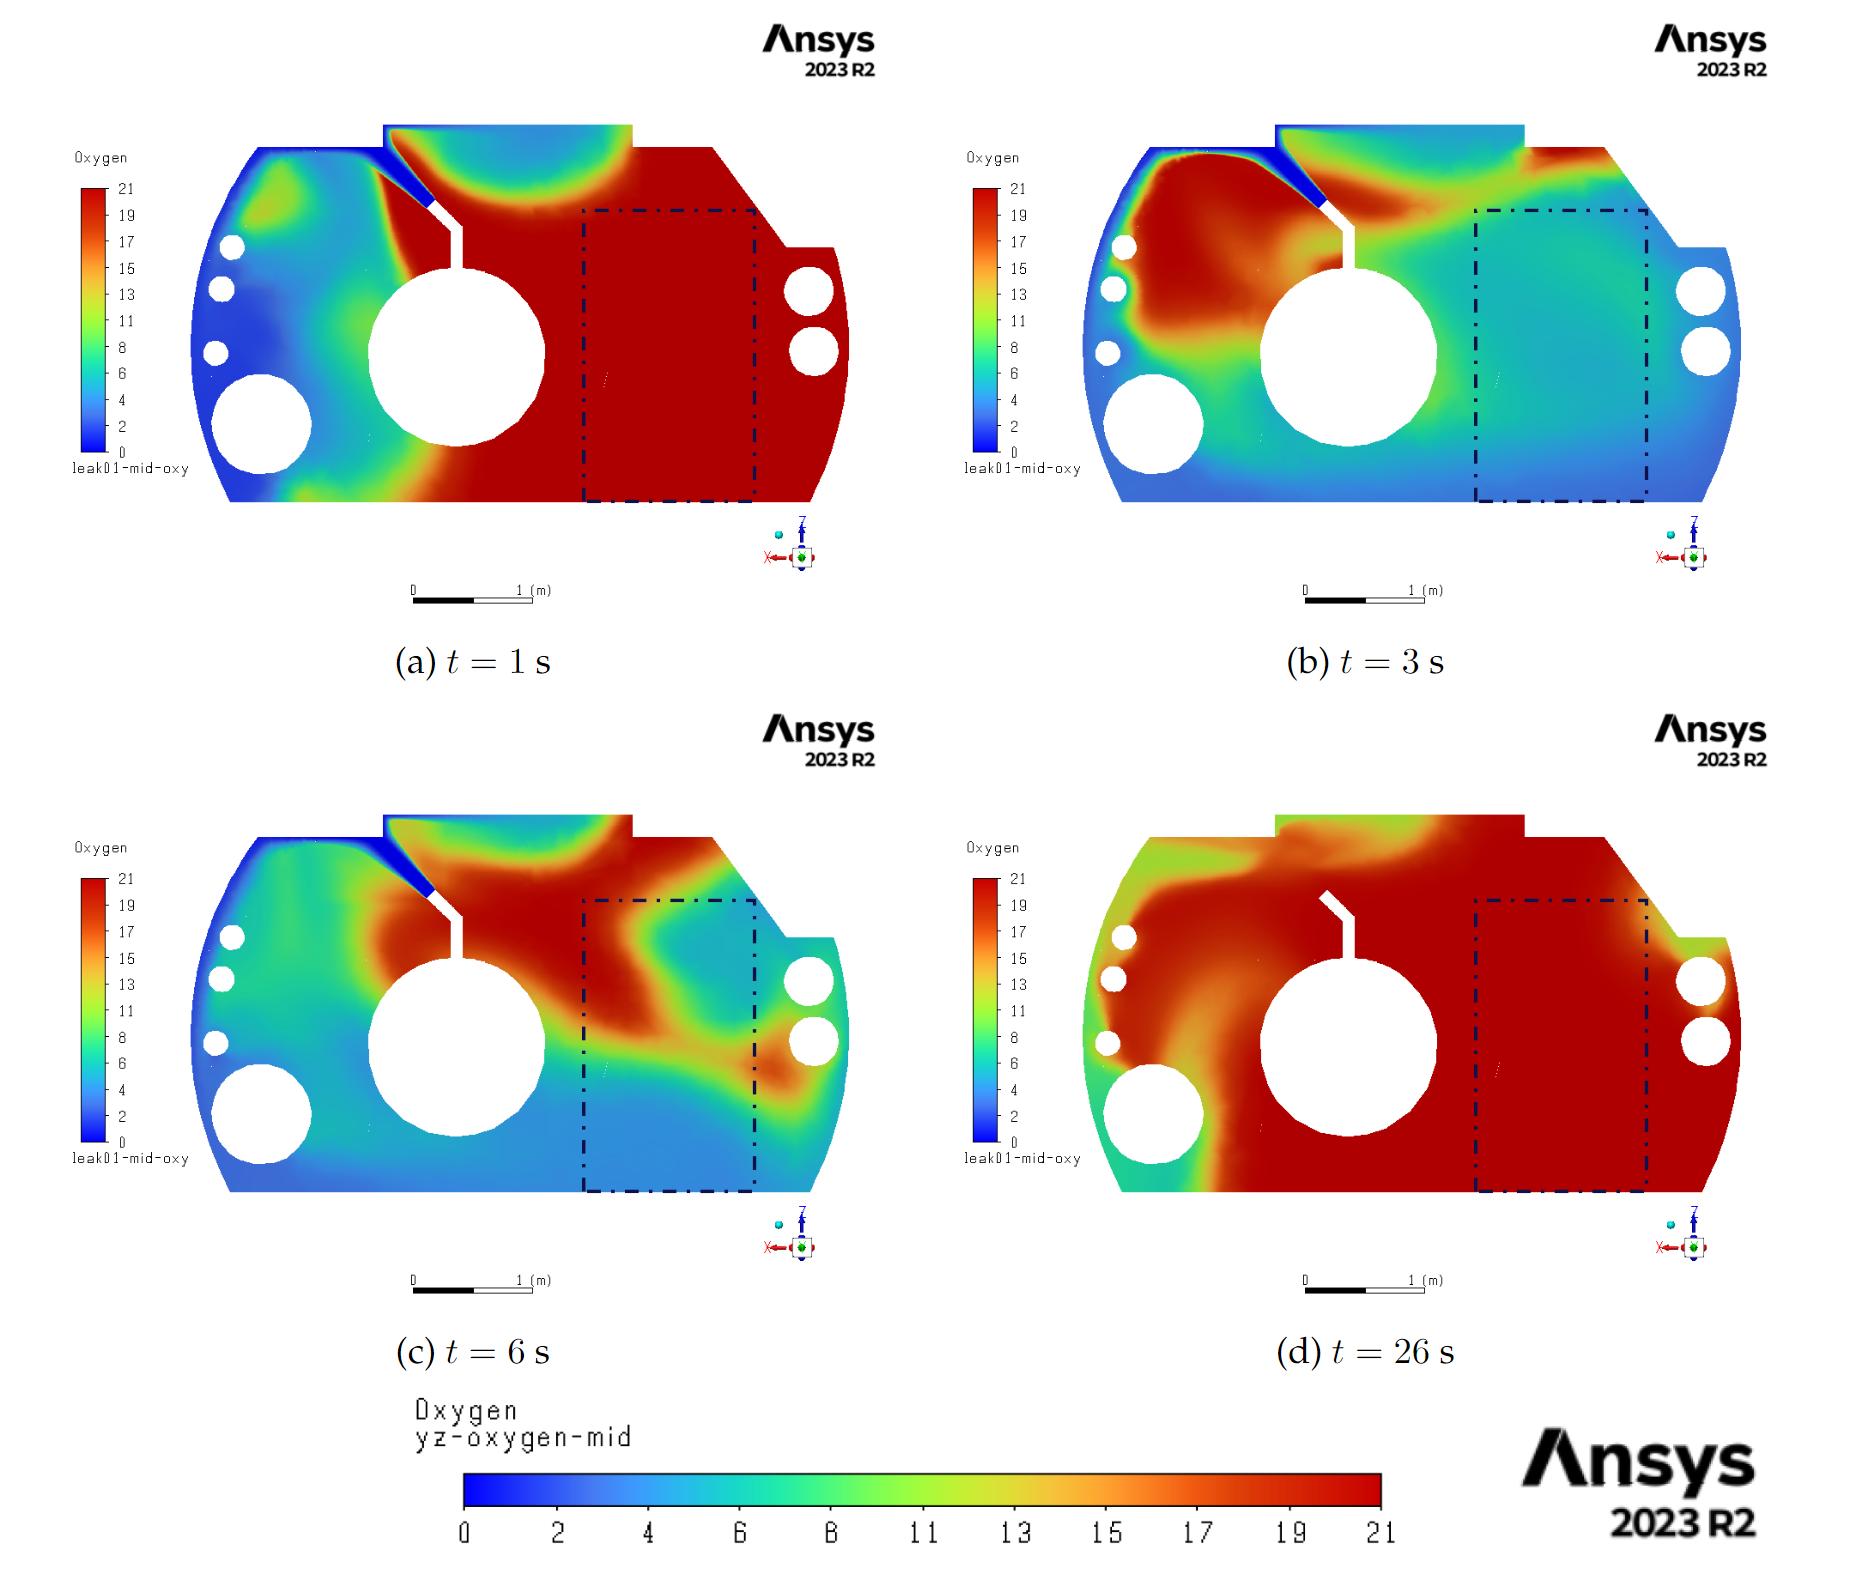 Ansys
2023 R2
Oxygen
21
19
17
15
13
11
8
6
4
2
0
leak01-mid-oxy
Z
X
0 1 (m)
(a) t = 1 s
Ansys
2023 R2
Oxygen
21
19
17
15
13
11
8
6
4
2
0
leak01-mid-oxy
Z
X
0 1 (m)
(b) t = 3 s
Ansys
2023 R2
Oxygen
21
19
17
15
13
11
8
6
4
2
0
leak01-mid-oxy
Z
X
0 1 (m)
(c) t = 6 s
Ansys
2023 R2
Oxygen
21
19
17
15
13
11
8
6
4
2
0
leak01-mid-oxy
Z
X
0 1 (m)
(d) t = 26 s
Oxygen
yz-oxygen-mid
0 2 4 6 8 11 13 15 17 19 21
Ansys
2023 R2